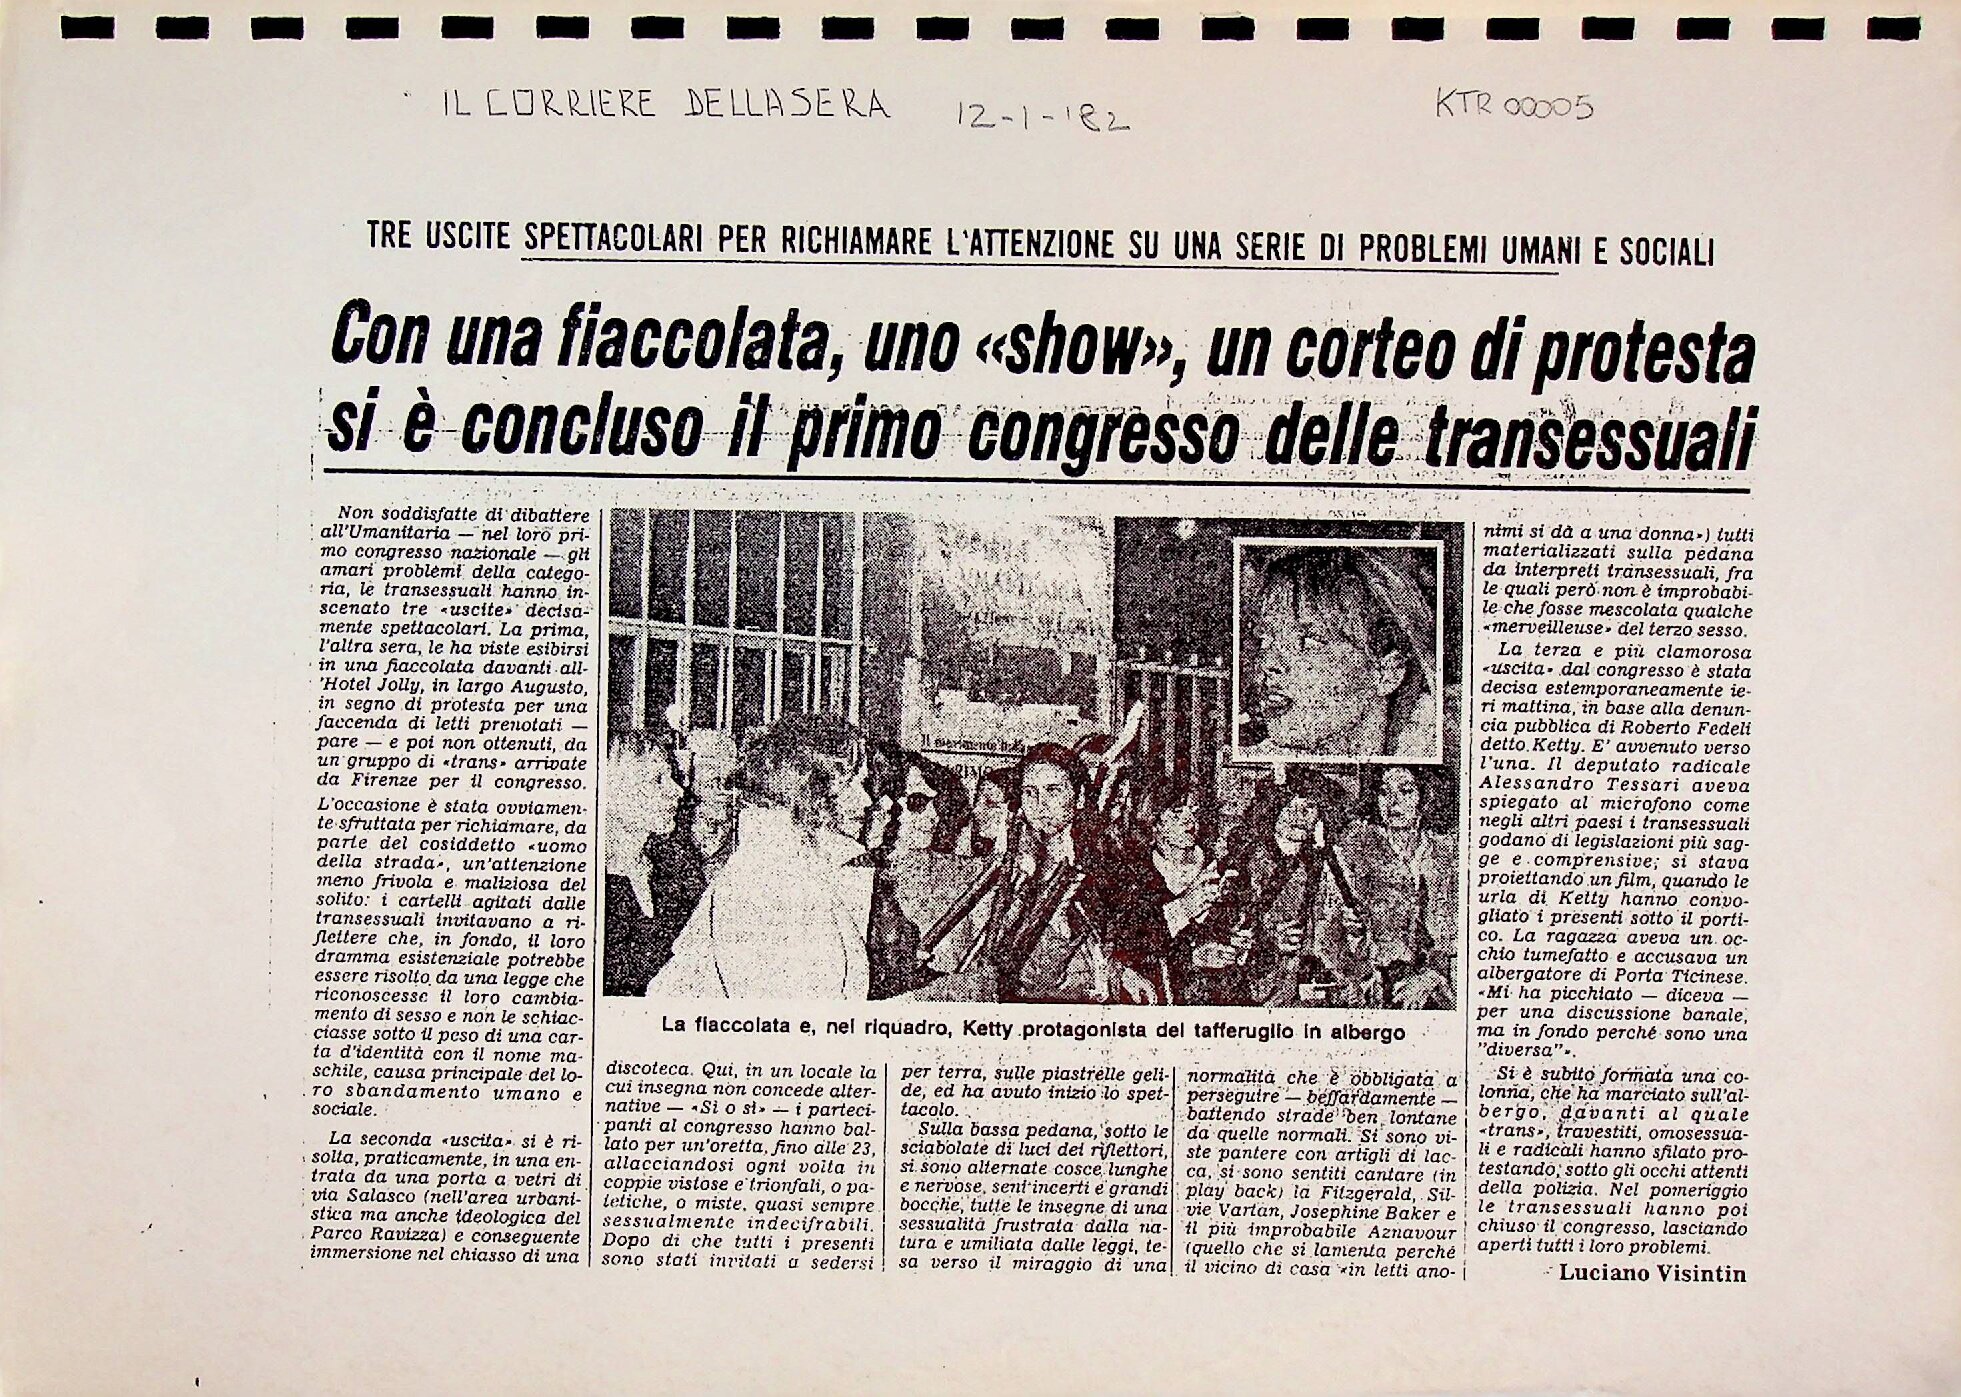 IL CORRIERE DELLA SERA 12-1-'82 KTR 00005
TRE USCITE SPETTACOLARI PER RICHIAMARE L'ATTENZIONE SU UNA SERIE DI PROBLEMI UMANI E SOCIALI
Con una fiaccolata, uno «show», un corteo di protesta
si è concluso il primo congresso delle transessuali
Non soddisfatte di dibattere
all'Umanitaria — nel loro pri-
mo congresso nazionale — gli
amari problemi della catego-
ria, le transessuali hanno in-
scenato tre «uscite» decisa-
mente spettacolari. La prima,
l'altra sera, le ha viste esibirsi
in una fiaccolata davanti all-
'Hotel Jolly, in largo Augusto,
in segno di protesta per una
faccenda di letti prenotati —
pare — e poi non ottenuti, da
un gruppo di «trans» arrivate
da Firenze per il congresso.
L'occasione è stata ovviamen-
te sfruttata per richiamare, da
parte del cosiddetto «uomo
della strada», un'attenzione
meno frivola e maliziosa del
solito: i cartelli agitati dalle
transessuali invitavano a ri-
flettere che, in fondo, il loro
dramma esistenziale potrebbe
essere risolto da una legge che
riconoscesse il loro cambia-
mento di sesso e non le schiac-
ciasse sotto il peso di una car-
ta d'identità con il nome ma-
schile, causa principale del lo-
ro sbandamento umano e
sociale.
La seconda «uscita» si è ri-
solta, praticamente, in una en-
trata da una porta a vetri di
via Salasco (nell'area urbani-
stica ma anche ideologica del
Parco Ravizza) e conseguente
immersione nel chiasso di una
Il
La fiaccolata e, nel riquadro, Ketty protagonista del tafferuglio in albergo
discoteca. Qui, in un locale la
cui insegna non concede alter-
native — «Sì o sì» — i parteci-
panti al congresso hanno bal-
lato per un'oretta, fino alle 23,
allacciandosi ogni volta in
coppie vistose e trionfali, o pa-
tetiche, o miste, quasi sempre
sessualmente indecifrabili.
Dopo di che tutti i presenti
sono stati invitati a sedersi
per terra, sulle piastrelle geli-
de, ed ha avuto inizio lo spet-
tacolo.
Sulla bassa pedana, sotto le
sciabolate di luci dei riflettori,
si sono alternate cosce lunghe
e nervose, seni incerti e grandi
bocche, tutte le insegne di una
sessualità frustrata dalla na-
tura e umiliata dalle leggi, te-
sa verso il miraggio di una
normalità che è obbligata a
perseguire — beffardamente —
battendo strade ben lontane
da quelle normali. Si sono vi-
ste pantere con artigli di lac-
ca, si sono sentiti cantare (in
play back) la Fitzgerald, Sil-
vie Vartan, Josephine Baker e
il più improbabile Aznavour
(quello che si lamenta perché
il vicino di casa «in letti ano-
nimi si dà a una donna») tutti
materializzati sulla pedana
da interpreti transessuali, fra
le quali però non è improbabi-
le che fosse mescolata qualche
«merveilleuse» del terzo sesso.
La terza e più clamorosa
«uscita» dal congresso è stata
decisa estemporaneamente ie-
ri mattina, in base alla denun-
cia pubblica di Roberto Fedeli
detto Ketty. E' avvenuto verso
l'una. Il deputato radicale
Alessandro Tessari aveva
spiegato al microfono come
negli altri paesi i transessuali
godano di legislazioni più sag-
ge e comprensive; si stava
proiettando un film, quando le
urla di Ketty hanno convo-
gliato i presenti sotto il porti-
co. La ragazza aveva un oc-
chio tumefatto e accusava un
albergatore di Porta Ticinese.
«Mi ha picchiato — diceva —
per una discussione banale,
ma in fondo perché sono una
"diversa"».
Si è subito formata una co-
lonna, che ha marciato sull'al-
bergo, davanti al quale
«trans», travestiti, omosessua-
li e radicali hanno sfilato pro-
testando, sotto gli occhi attenti
della polizia. Nel pomeriggio
le transessuali hanno poi
chiuso il congresso, lasciando
aperti tutti i loro problemi.
Luciano Visintin